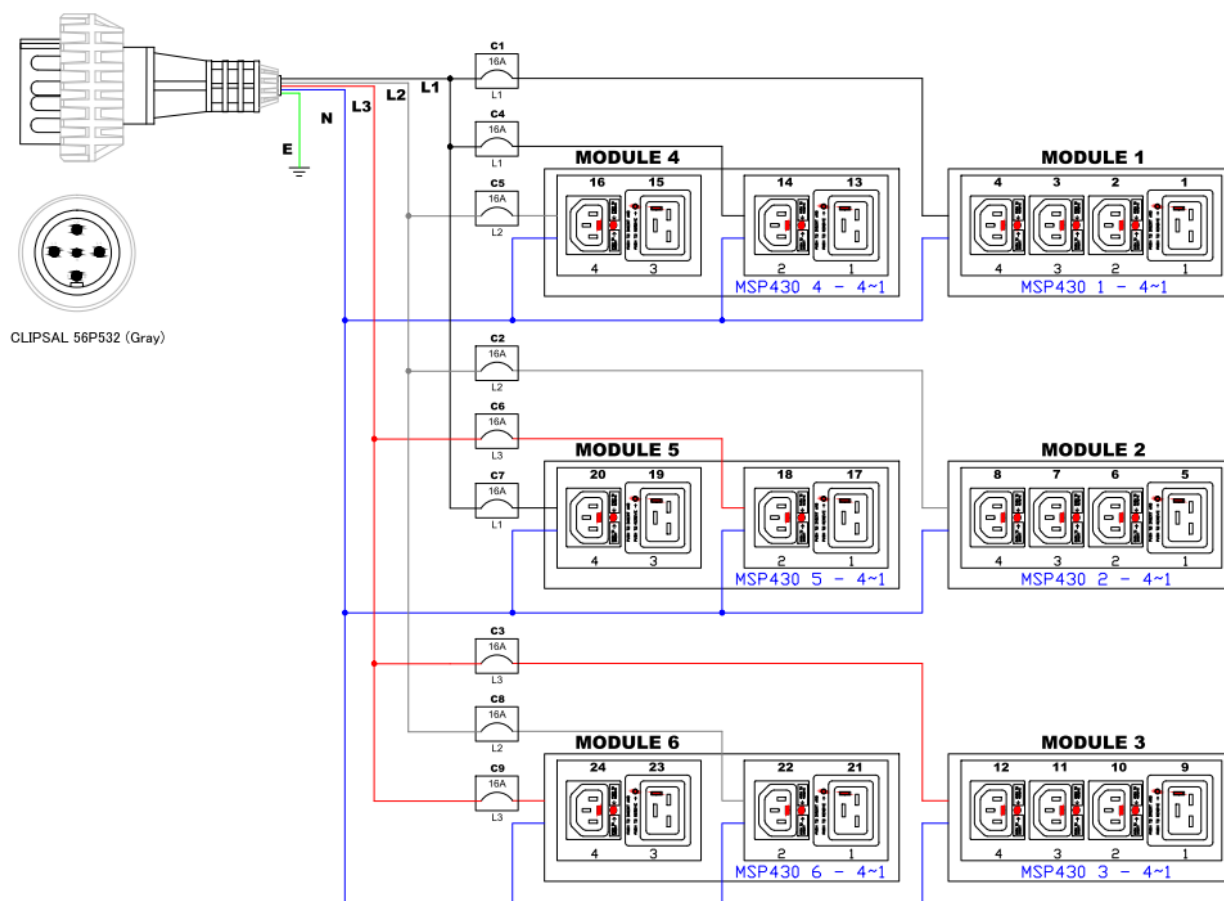 C1
16A
L1
L1
L2
L3
N
E
C4
16A
L1
C5
16A
L2
MODULE 4
16 15 14 13
4 3 2 1
MSP430 4 - 4~1
MODULE 1
4 3 2 1
4 3 2 1
MSP430 1 - 4~1
CLIPSAL 56P532 (Gray)
C2
16A
L2
C6
16A
L3
C7
16A
L1
MODULE 5
20 19 18 17
4 3 2 1
MSP430 5 - 4~1
MODULE 2
8 7 6 5
4 3 2 1
MSP430 2 - 4~1
C3
16A
L3
C8
16A
L2
C9
16A
L3
MODULE 6
24 23 22 21
4 3 2 1
MSP430 6 - 4~1
MODULE 3
12 11 10 9
4 3 2 1
MSP430 3 - 4~1